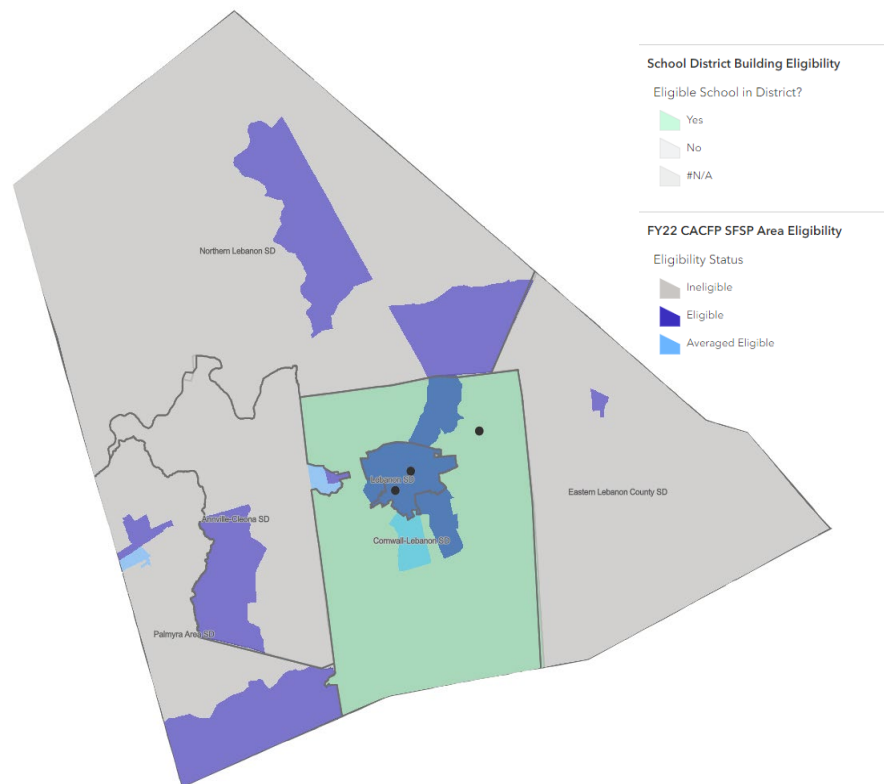 School District Building Eligibility
Eligible School in District?
Yes
No
#N/A
FY22 CACFP SFSP Area Eligibility
Eligibility Status
Ineligible
Eligible
Averaged Eligible
Northern Lebanon SD
Lebanon SD
Eastern Lebanon County SD
Annville-Cleona SD
Cornwall-Lebanon SD
Palmyra Area SD